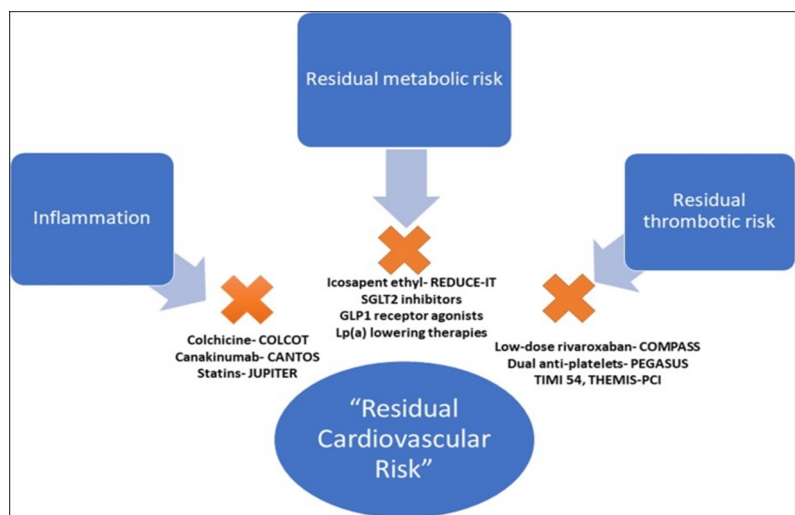 Residual metabolic risk
Inflammation
Residual
thrombotic risk
Icosapent ethyl- REDUCE-IT
SGLT2 inhibitors
GLP1 receptor agonists
Lp(a) lowering therapies
Colchicine- COLCOT
Canakinumab- CANTOS
Statins- JUPITER
Low-dose rivaroxaban- COMPASS
Dual anti-platelets- PEGASUS
TIMI 54, THEMIS-PCI
“Residual
Cardiovascular
Risk”